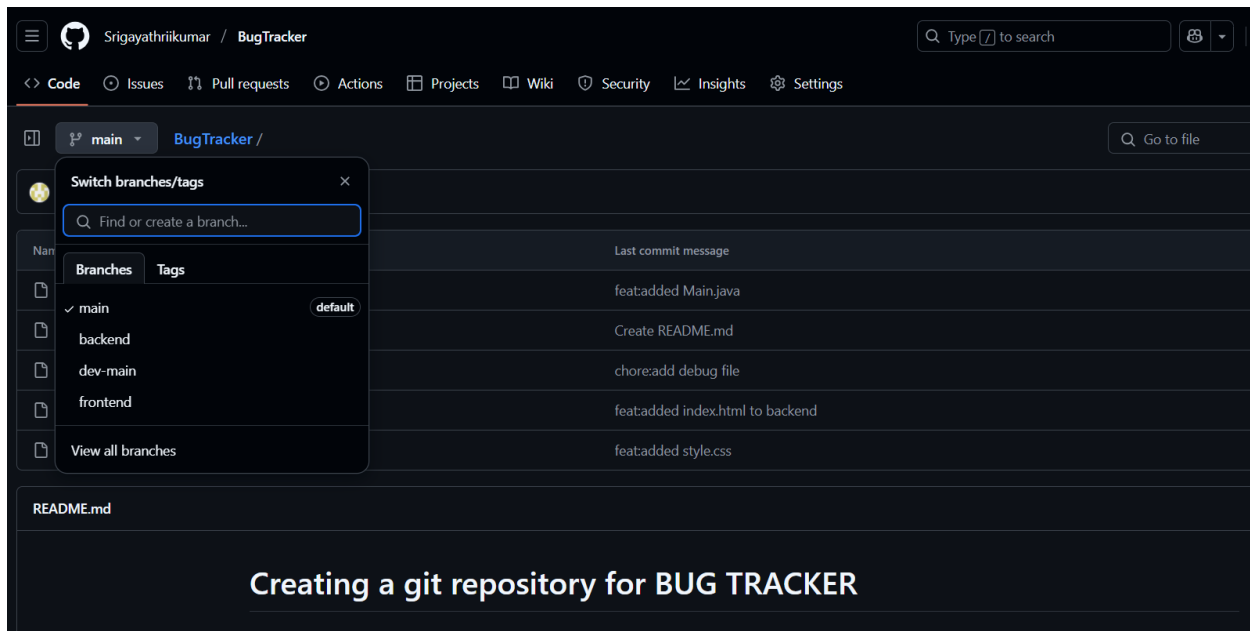 Srigayathriikumar / BugTracker
Type / to search
Code Issues Pull requests Actions Projects Wiki Security Insights Settings
main BugTracker /
Go to file
Switch branches/tags
Find or create a branch...
Nam Last commit message
Branches Tags
feat:added Main.java
main default
Create README.md
backend
chore:add debug file
dev-main
feat:added index.html to backend
frontend
feat:added style.css
View all branches
README.md
Creating a git repository for BUG TRACKER